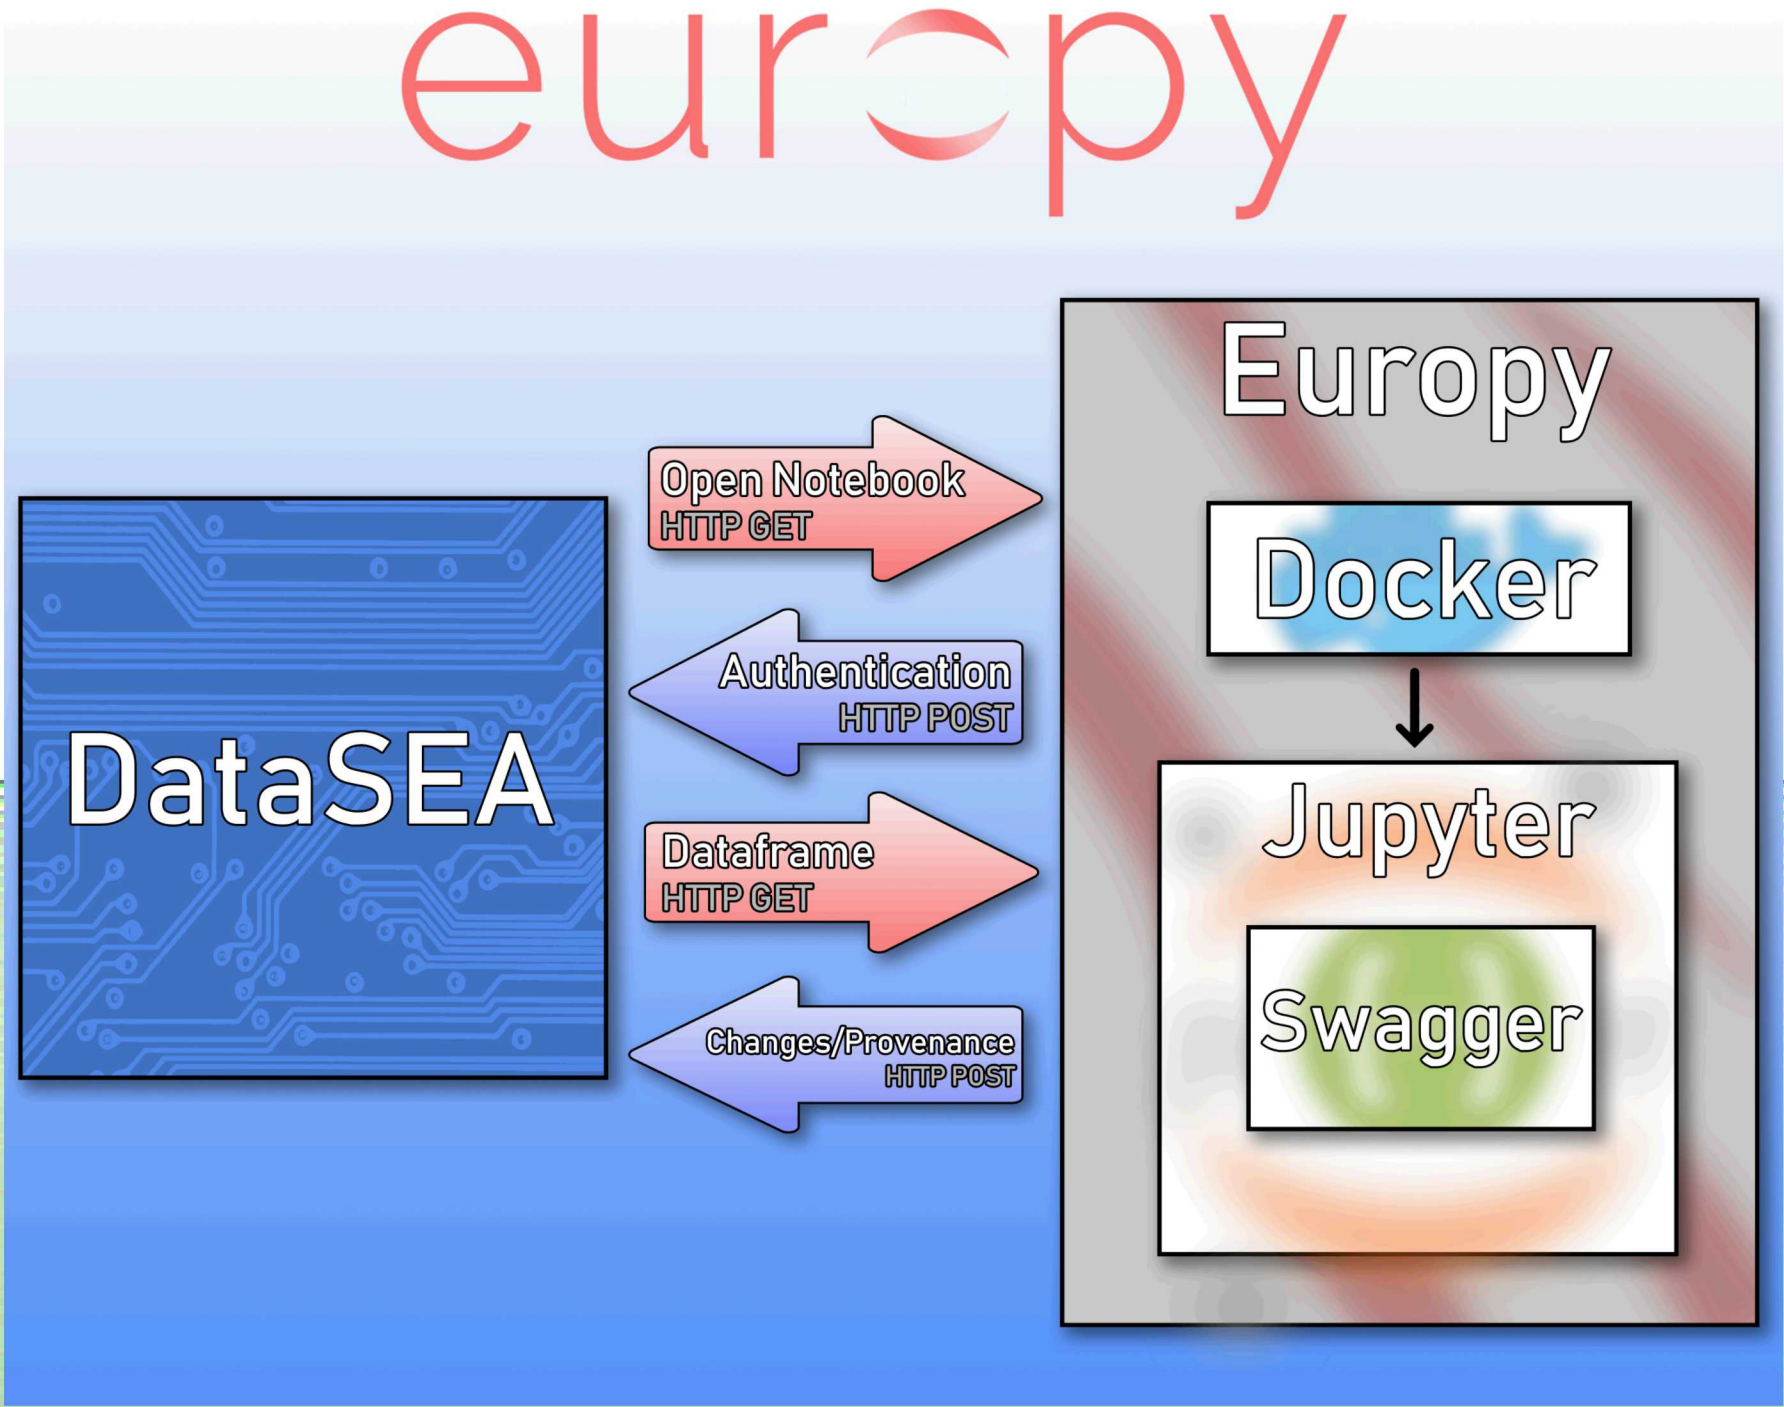 europy
Europy
Open Notebook
HTTP GET
Docker
Authentication
HTTP POST
DataSEA
Jupyter
Dataframe
HTTP GET
Swagger
Changes/Provenance
HTTP POST